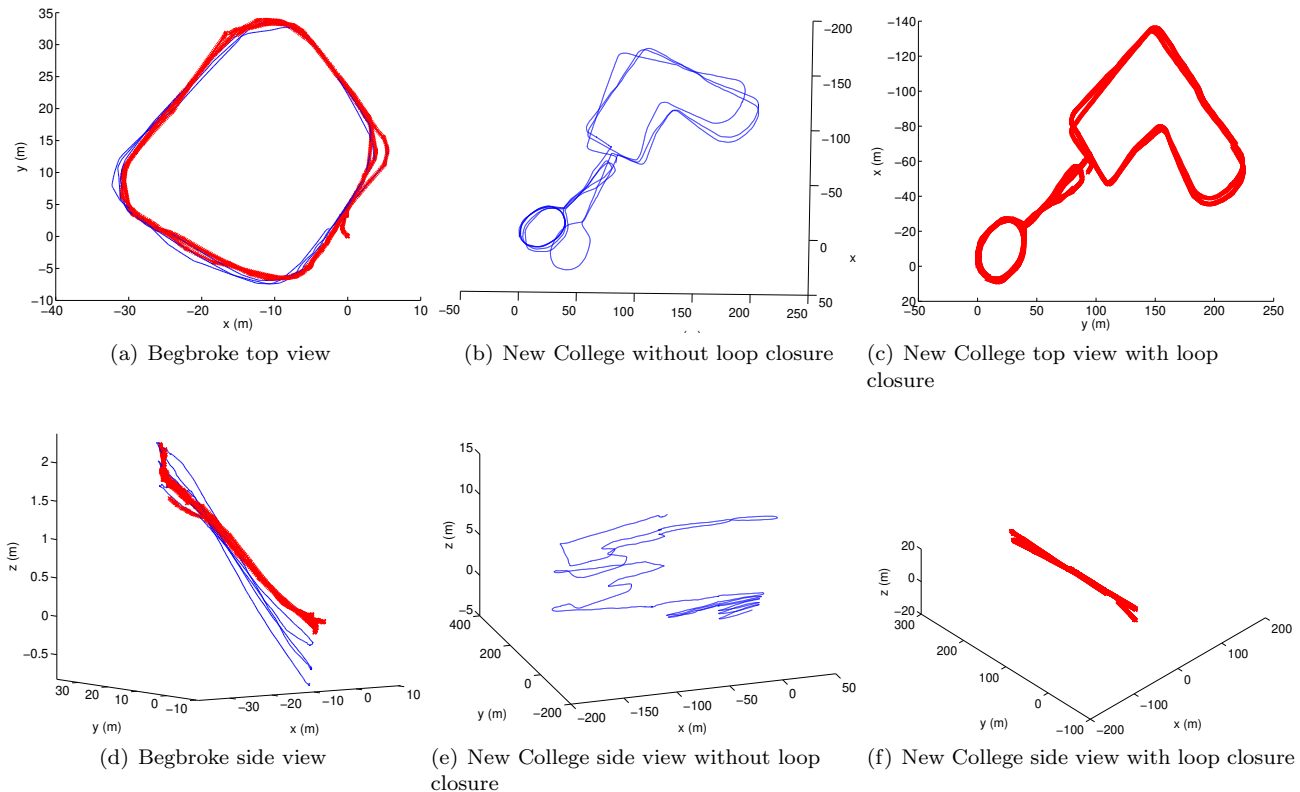 35
30
25
20
15
10
5
0
−5
−10
y (m)
−40 −35 −30 −25 −20 −15 −10 −5 0 5 10
x (m)
(a) Begbroke top view
−200
−150
−100
−50
0
50
x
−50 0 50 100 150 200 250
(b) New College without loop closure
−140
−120
−100
−80
−60
−40
−20
0
20
x (m)
−50 0 50 100 150 200 250
y (m)
(c) New College top view with loop
closure
2
1.5
1
0.5
0
−0.5
z (m)
30 20 10 0 −10
y (m)
−30 −20 −10 0 10
x (m)
(d) Begbroke side view
15
10
5
0
−5
z (m)
400
200
0
−200
y (m)
−200 −150 −100 −50 0 50
x (m)
(e) New College side view without loop
closure
20
0
−20
z (m)
300
200
100
0
−100
y (m)
−200
−100
0
100
200
x (m)
(f) New College side view with loop closure